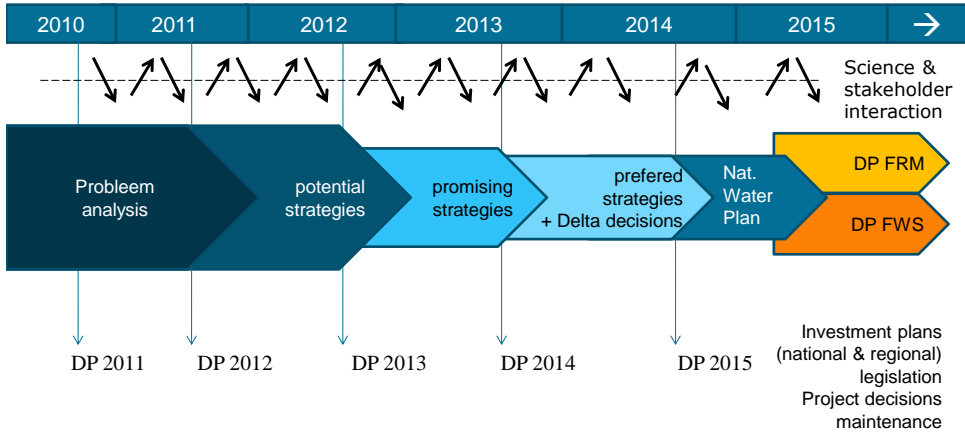 2010 2011 2012 2013 2014 2015 →
Science &
stakeholder
interaction
Probleem
analysis
potential
strategies
promising
strategies
prefered
strategies
+ Delta decisions
Nat.
Water
Plan
DP FRM
DP FWS
DP 2011 DP 2012 DP 2013 DP 2014 DP 2015
Investment plans
(national & regional)
legislation
Project decisions
maintenance